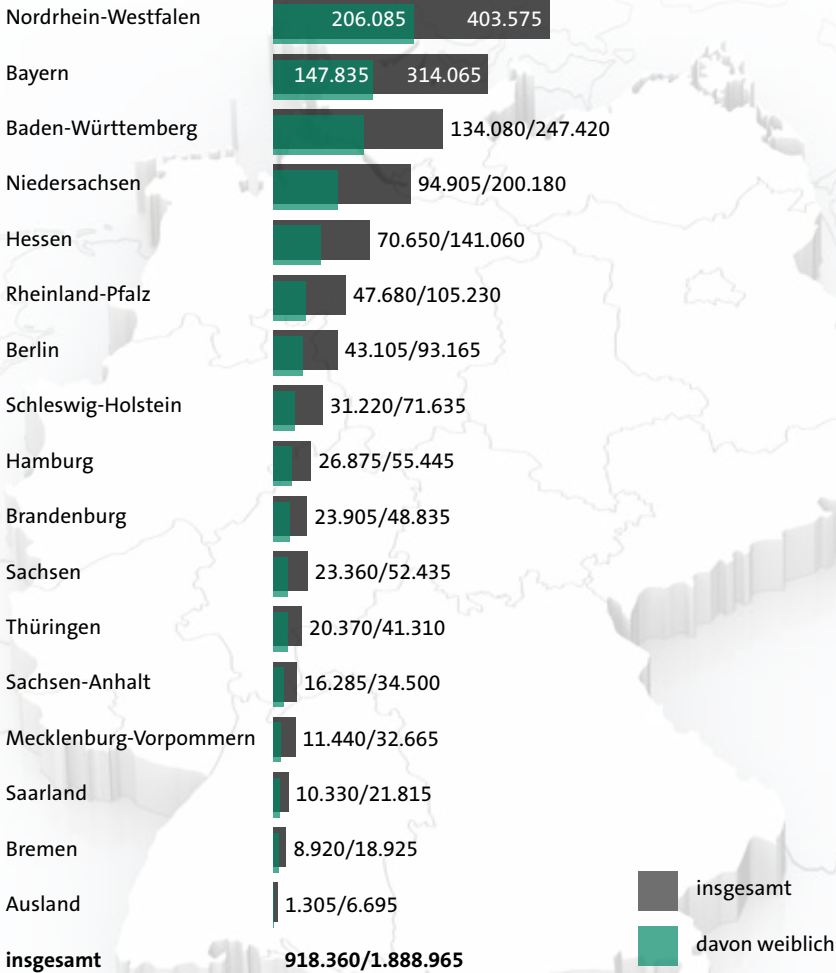 Nordrhein-Westfalen 206.085 403.575
Bayern 147.835 314.065
Baden-Württemberg 134.080/247.420
Niedersachsen 94.905/200.180
Hessen 70.650/141.060
Rheinland-Pfalz 47.680/105.230
Berlin 43.105/93.165
Schleswig-Holstein 31.220/71.635
Hamburg 26.875/55.445
Brandenburg 23.905/48.835
Sachsen 23.360/52.435
Thüringen 20.370/41.310
Sachsen-Anhalt 16.285/34.500
Mecklenburg-Vorpommern 11.440/32.665
Saarland 10.330/21.815
Bremen 8.920/18.925
Ausland 1.305/6.695
insgesamt 918.360/1.888.965
insgesamt
davon weiblich